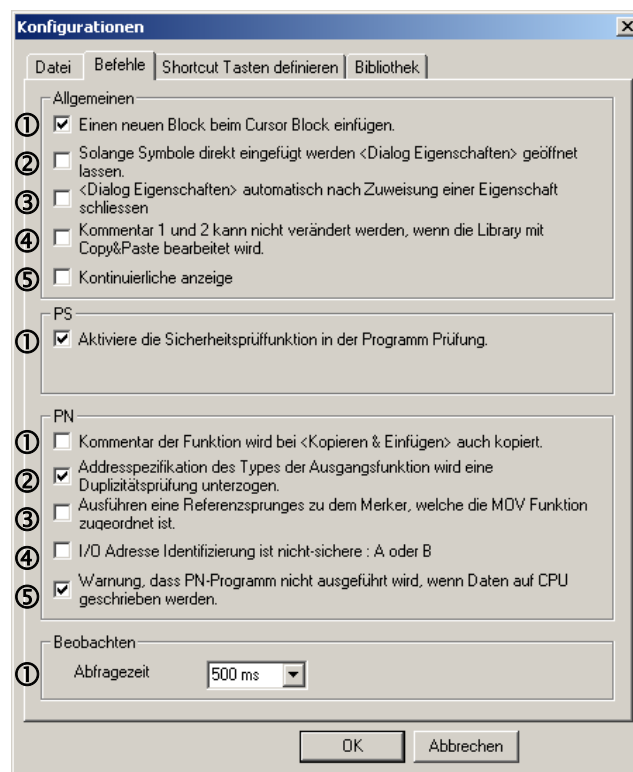 Konfigurationen
Datei Befehle Shortcut Tasten definieren Bibliothek
Allgemeinen
① Einen neuen Block beim Cursor Block einfügen.
② Solange Symbole direkt eingefügt werden <Dialog Eigenschaften> geöffnet
lassen.
③ <Dialog Eigenschaften> automatisch nach Zuweisung einer Eigenschaft
schliessen
④ Kommentar 1 und 2 kann nicht verändert werden, wenn die Library mit
Copy&Paste bearbeitet wird.
⑤ Kontinuierliche anzeige
PS
① Aktiviere die Sicherheitsprüffunktion in der Programm Prüfung.
PN
① Kommentar der Funktion wird bei <Kopieren & Einfügen> auch kopiert.
② Addresspezifikation des Types der Ausgangsfunktion wird eine
Duplizitätsprüfung unterzogen.
③ Ausführen eine Referenzsprunges zu dem Merker, welche die MOV Funktion
zugeordnet ist.
④ I/O Adresse Identifizierung ist nicht-sichere : A oder B
⑤ Warnung, dass PN-Programm nicht ausgeführt wird, wenn Daten auf CPU
geschrieben werden.
Beobachten
① Abfragezeit 500 ms
OK Abbrechen